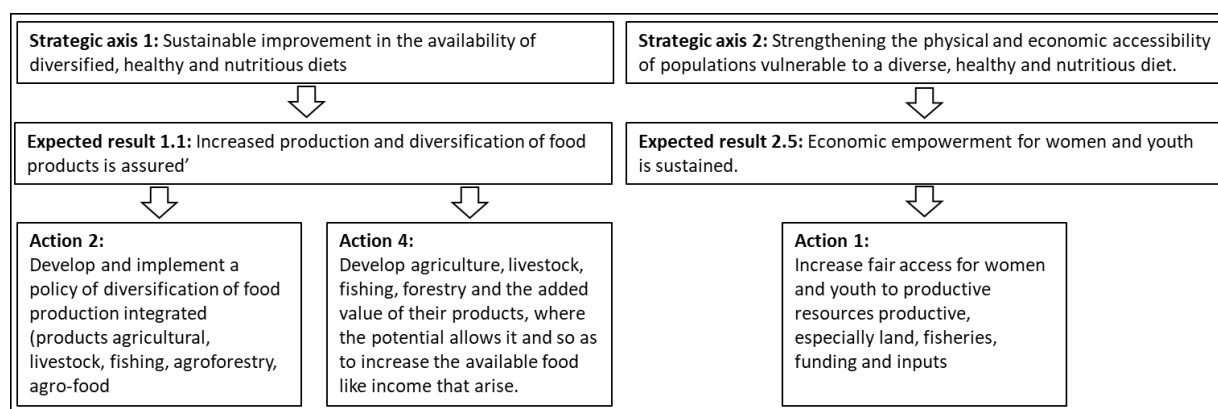 Strategic axis 1: Sustainable improvement in the availability of
diversified, healthy and nutritious diets
Strategic axis 2: Strengthening the physical and economic accessibility
of populations vulnerable to a diverse, healthy and nutritious diet.
Expected result 1.1: Increased production and diversification of food
products is assured’
Expected result 2.5: Economic empowerment for women and youth
is sustained.
Action 2:
Develop and implement a
policy of diversification of food
production integrated
(products agricultural,
livestock, fishing, agroforestry,
agro-food
Action 4:
Develop agriculture, livestock,
fishing, forestry and the added
value of their products, where
the potential allows it and so as
to increase the available food
like income that arise.
Action 1:
Increase fair access for women
and youth to productive
resources productive,
especially land, fisheries,
funding and inputs